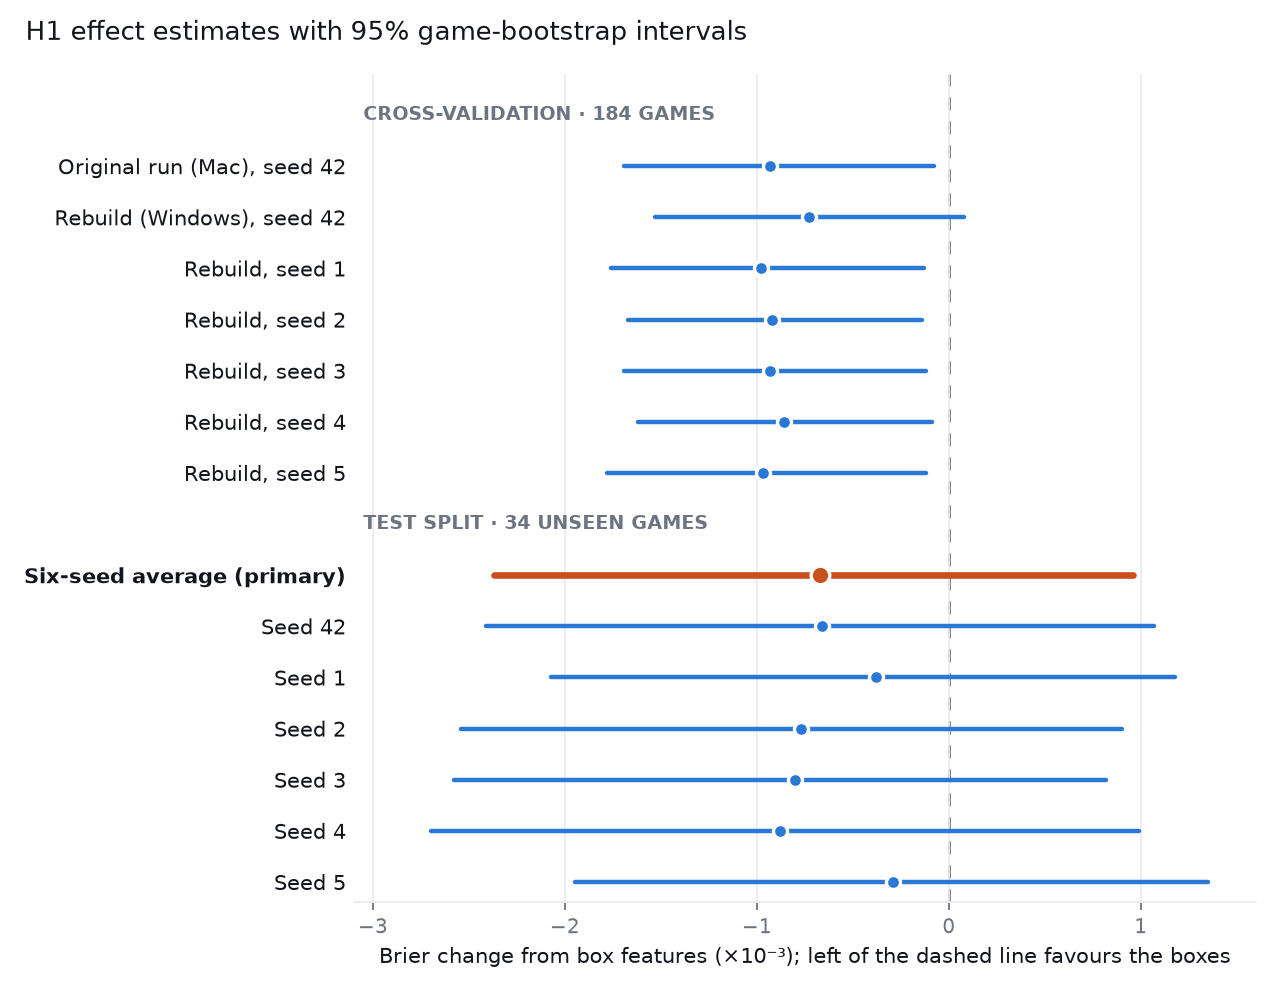 H1 effect estimates with 95% game-bootstrap intervals
CROSS-VALIDATION · 184 GAMES
Original run (Mac), seed 42
Rebuild (Windows), seed 42
Rebuild, seed 1
Rebuild, seed 2
Rebuild, seed 3
Rebuild, seed 4
Rebuild, seed 5
TEST SPLIT · 34 UNSEEN GAMES
Six-seed average (primary)
Seed 42
Seed 1
Seed 2
Seed 3
Seed 4
Seed 5
−3 −2 −1 0 1
Brier change from box features (×10⁻³); left of the dashed line favours the boxes